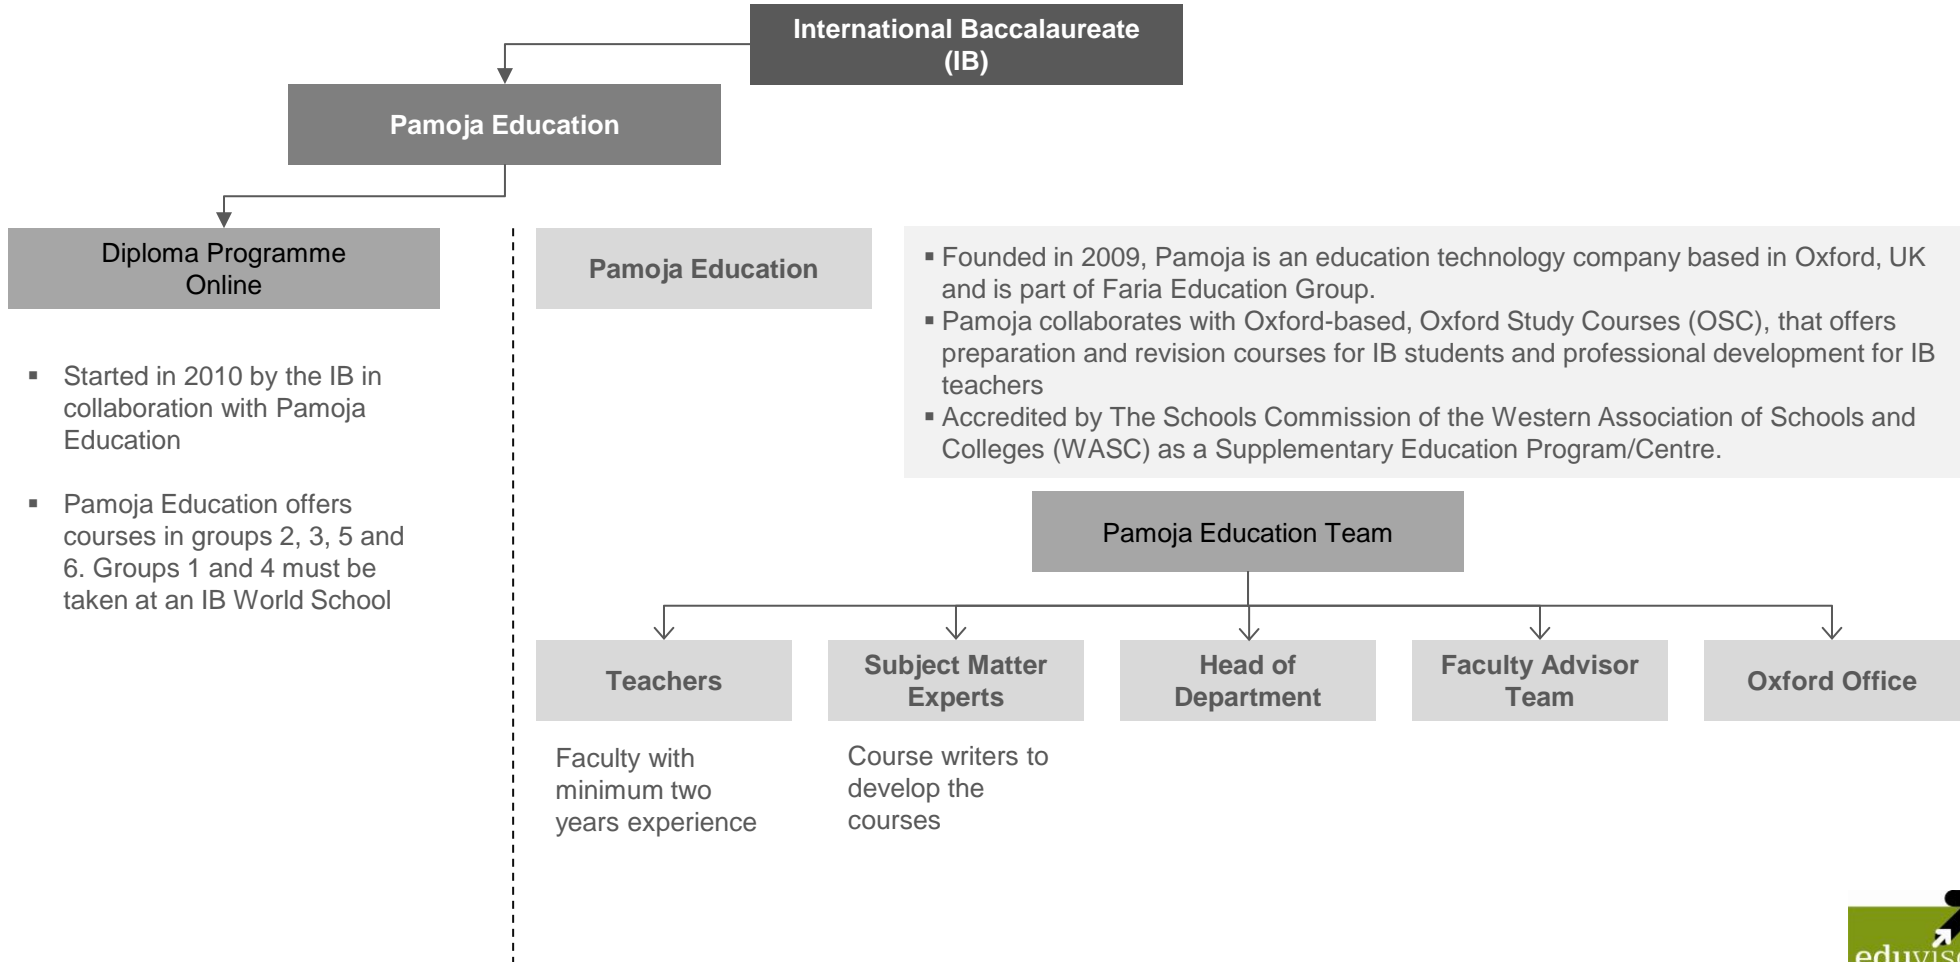 International Baccalaureate
(IB)
Pamoja Education
Diploma Programme
Online
▪ Started in 2010 by the IB in
collaboration with Pamoja
Education
▪ Pamoja Education offers
courses in groups 2, 3, 5 and
6. Groups 1 and 4 must be
taken at an IB World School
Pamoja Education
▪ Founded in 2009, Pamoja is an education technology company based in Oxford, UK
and is part of Faria Education Group.
▪ Pamoja collaborates with Oxford-based, Oxford Study Courses (OSC), that offers
preparation and revision courses for IB students and professional development for IB
teachers
▪ Accredited by The Schools Commission of the Western Association of Schools and
Colleges (WASC) as a Supplementary Education Program/Centre.
Pamoja Education Team
Teachers
Faculty with
minimum two
years experience
Subject Matter
Experts
Course writers to
develop the
courses
Head of
Department
Faculty Advisor
Team
Oxford Office